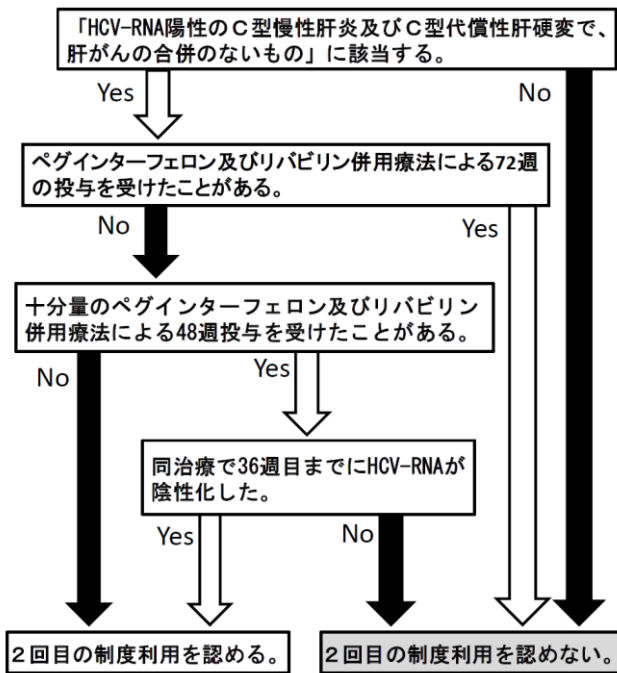 「HCV-RNA陽性のC型慢性肝炎及びC型代償性肝硬変で、
肝がんの合併のないもの」に該当する。
Yes
No
ペグインターフェロン及びリバビリン併用療法による72週
の投与を受けたことがある。
No
Yes
十分量のペグインターフェロン及びリバビリン
併用療法による48週投与を受けたことがある。
No
Yes
同治療で36週目までにHCV-RNAが
陰性化した。
Yes
No
2回目の制度利用を認める。
2回目の制度利用を認めない。